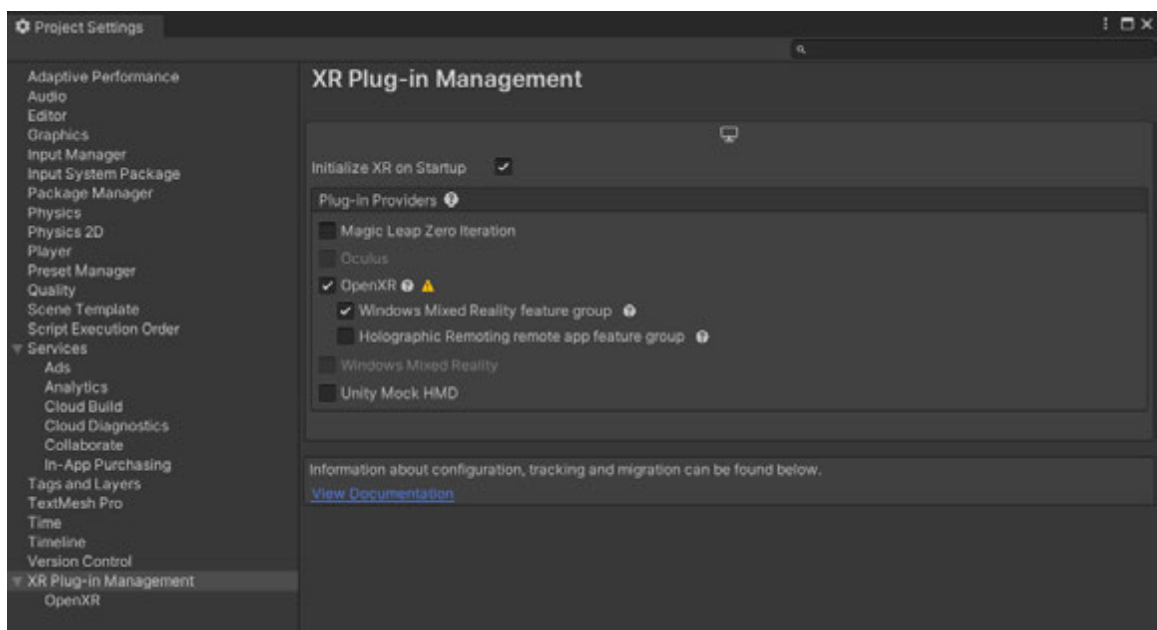 Project Settings
Adaptive Performance
Audio
Editor
Graphics
Input Manager
Input System Package
Package Manager
Physics
Physics 2D
Player
Preset Manager
Quality
Scene Template
Script Execution Order
Services
Ads
Analytics
Cloud Build
Cloud Diagnostics
Collaborate
In-App Purchasing
Tags and Layers
TextMesh Pro
Time
Timeline
Version Control
XR Plug-in Management
OpenXR
XR Plug-in Management
Initialize XR on Startup
Plug-in Providers
Magic Leap Zero Iteration
Oculus
OpenXR
Windows Mixed Reality feature group
Holographic Remoting remote app feature group
Windows Mixed Reality
Unity Mock HMD
Information about configuration, tracking and migration can be found below.
View Documentation